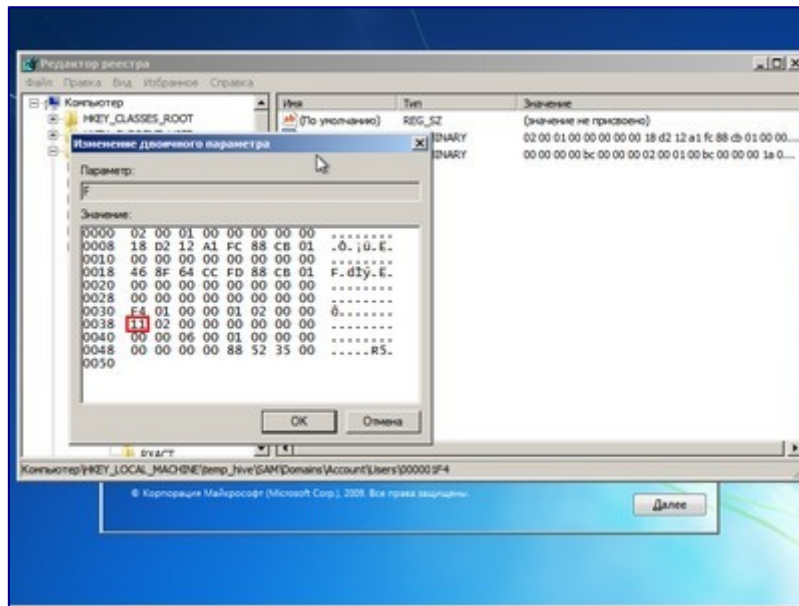 Редактор реестра
Файл Правка Вид Избранное Справка
Компьютер
HKEY_CLASSES_ROOT
Имя Тип Значение
(По умолчанию) REG_SZ (значение не присвоено)
02 00 01 00 00 00 00 00 18 d2 12 a1 fc 88 cb 01 00 00....
00 00 00 00 bc 00 00 00 02 00 01 00 bc 00 00 00 1a 0....
Изменение двоичного параметра
Параметр:
F
Значение:
0000 02 00 01 00 00 00 00 00 ........
0008 18 D2 12 A1 FC 88 CB 01 .Ò.¡ü.Ë.
0010 00 00 00 00 00 00 00 00 ........
0018 46 8F 64 CC FD 88 CB 01 F.dÌý.Ë.
0020 00 00 00 00 00 00 00 00 ........
0028 00 00 00 00 00 00 00 00 ........
0030 F4 01 00 00 01 02 00 00 ô.......
0038 11 02 00 00 00 00 00 00 ........
0040 00 00 06 00 01 00 00 00 ........
0048 00 00 00 00 88 52 35 00 .....R5.
0050
OK Отмена
RXACT
Компьютер\HKEY_LOCAL_MACHINE\temp_hive\SAM\Domains\Account\Users\000001F4
© Корпорация Майкрософт (Microsoft Corp.), 2009. Все права защищены.
Далее